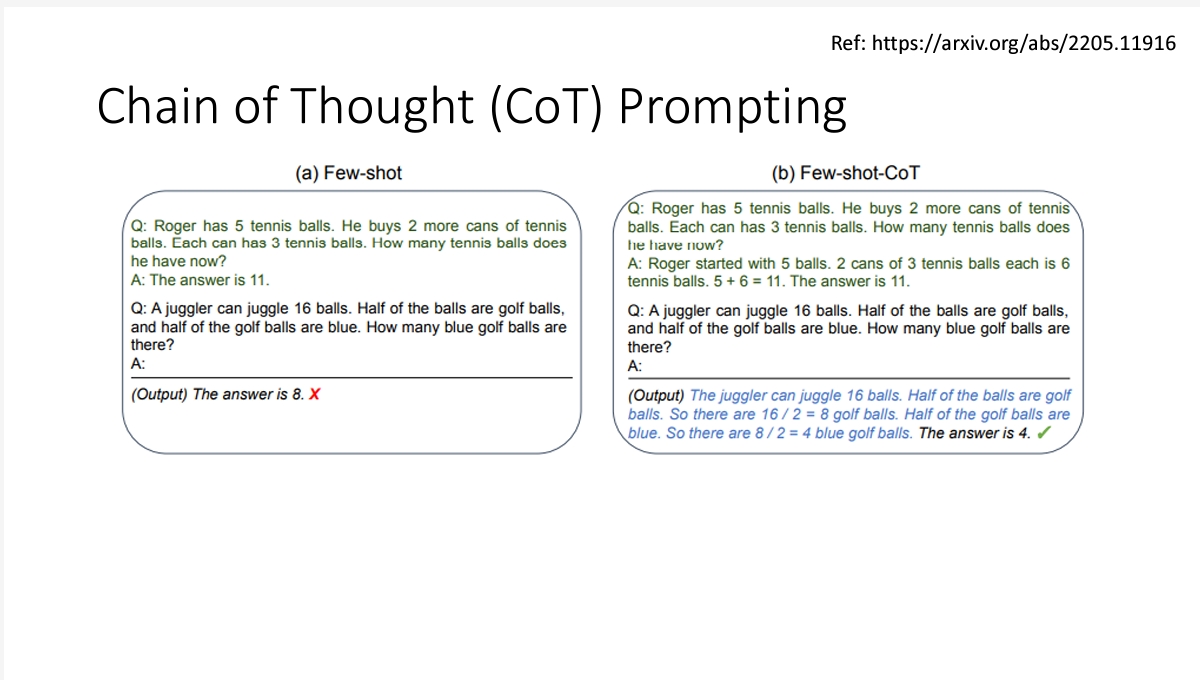 Ref: https://arxiv.org/abs/2205.11916
Chain of Thought (CoT) Prompting
(a) Few-shot
Q: Roger has 5 tennis balls. He buys 2 more cans of tennis
balls. Each can has 3 tennis balls. How many tennis balls does
he have now?
A: The answer is 11.
Q: A juggler can juggle 16 balls. Half of the balls are golf balls,
and half of the golf balls are blue. How many blue golf balls are
there?
A:
(Output) The answer is 8. X
(b) Few-shot-CoT
Q: Roger has 5 tennis balls. He buys 2 more cans of tennis
balls. Each can has 3 tennis balls. How many tennis balls does
he have now?
A: Roger started with 5 balls. 2 cans of 3 tennis balls each is 6
tennis balls. 5 + 6 = 11. The answer is 11.
Q: A juggler can juggle 16 balls. Half of the balls are golf balls,
and half of the golf balls are blue. How many blue golf balls are
there?
A:
(Output) The juggler can juggle 16 balls. Half of the balls are golf
balls. So there are 16 / 2 = 8 golf balls. Half of the golf balls are
blue. So there are 8 / 2 = 4 blue golf balls. The answer is 4. ✓